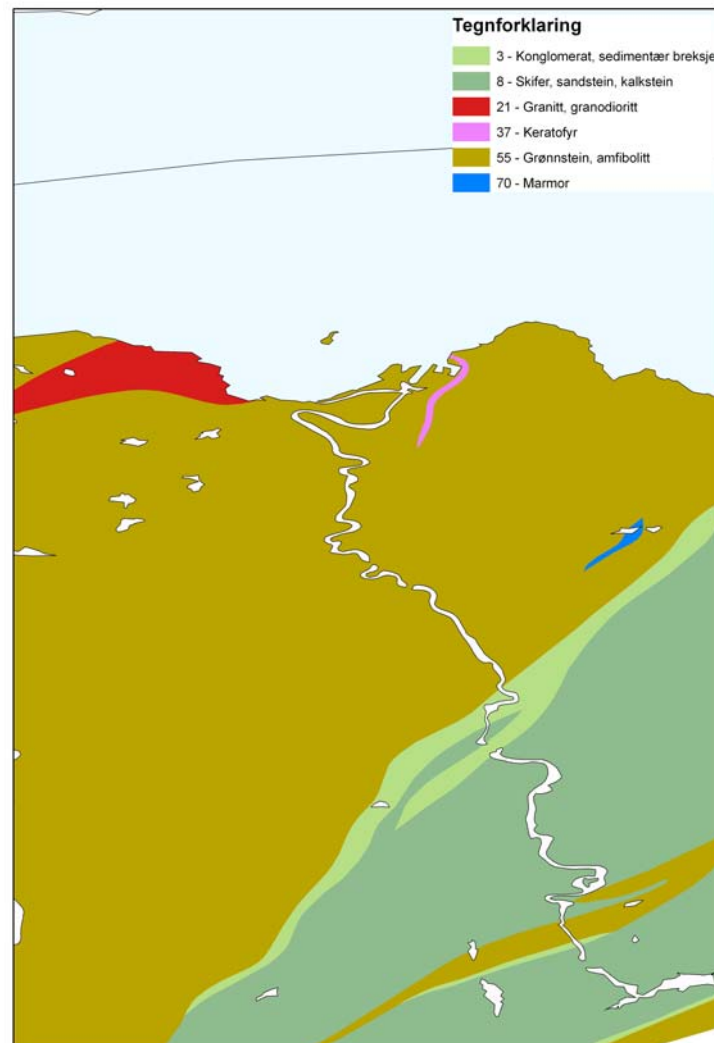 Tegnforklaring
3 - Konglomerat, sedimentær breksje
8 - Skifer, sandstein, kalkstein
21 - Granitt, granodioritt
37 - Keratofyr
55 - Grønnstein, amfibolitt
70 - Marmor